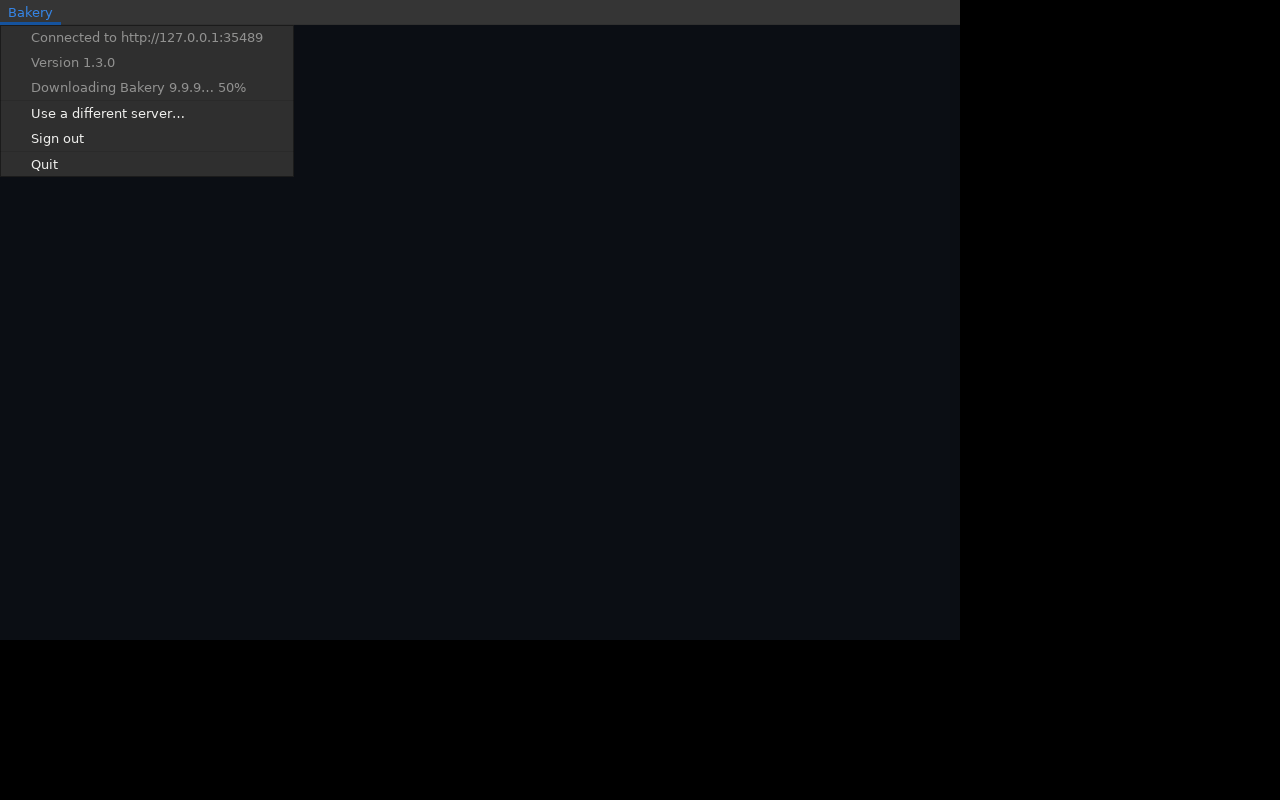 Bakery
Connected to http://127.0.0.1:35489
Version 1.3.0
Downloading Bakery 9.9.9… 50%
Use a different server…
Sign out
Quit